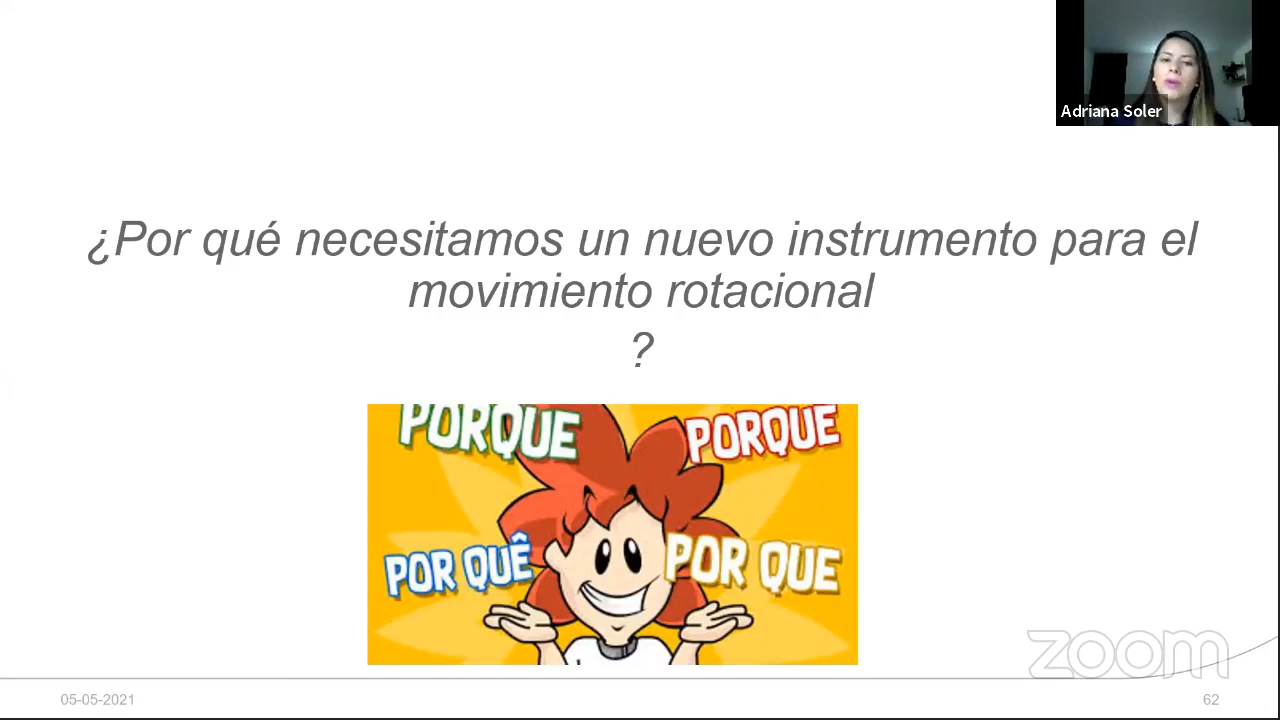 Adriana Soler
¿Por qué necesitamos un nuevo instrumento para el
movimiento rotacional
?
PORQUE
PORQUE
POR QUÊ
POR QUE
zoom
05-05-2021
62